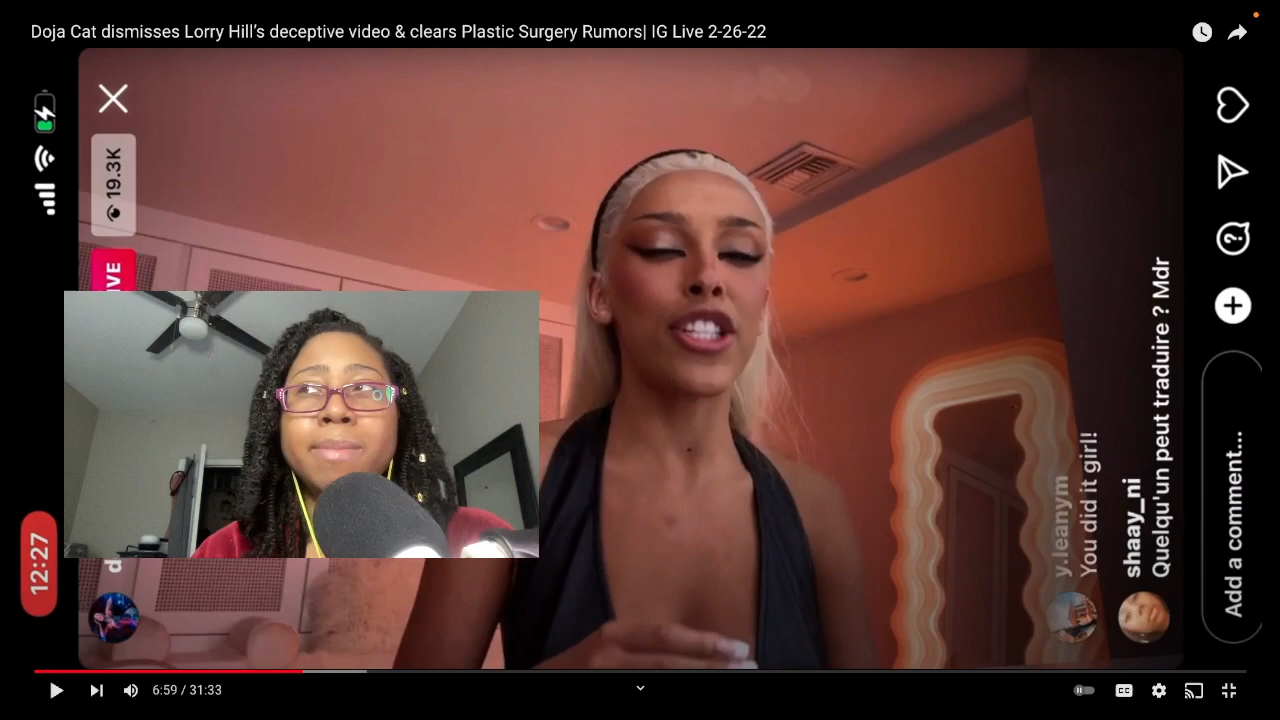 Doja Cat dismisses Lorry Hill’s deceptive video & clears Plastic Surgery Rumors| IG Live 2-26-22
19.3K
12:27
y.leanym
You did it girl!
shaay_ni
Quelqu'un peut traduire ? Mdr
Add a comment...
6:59 / 31:33
CC